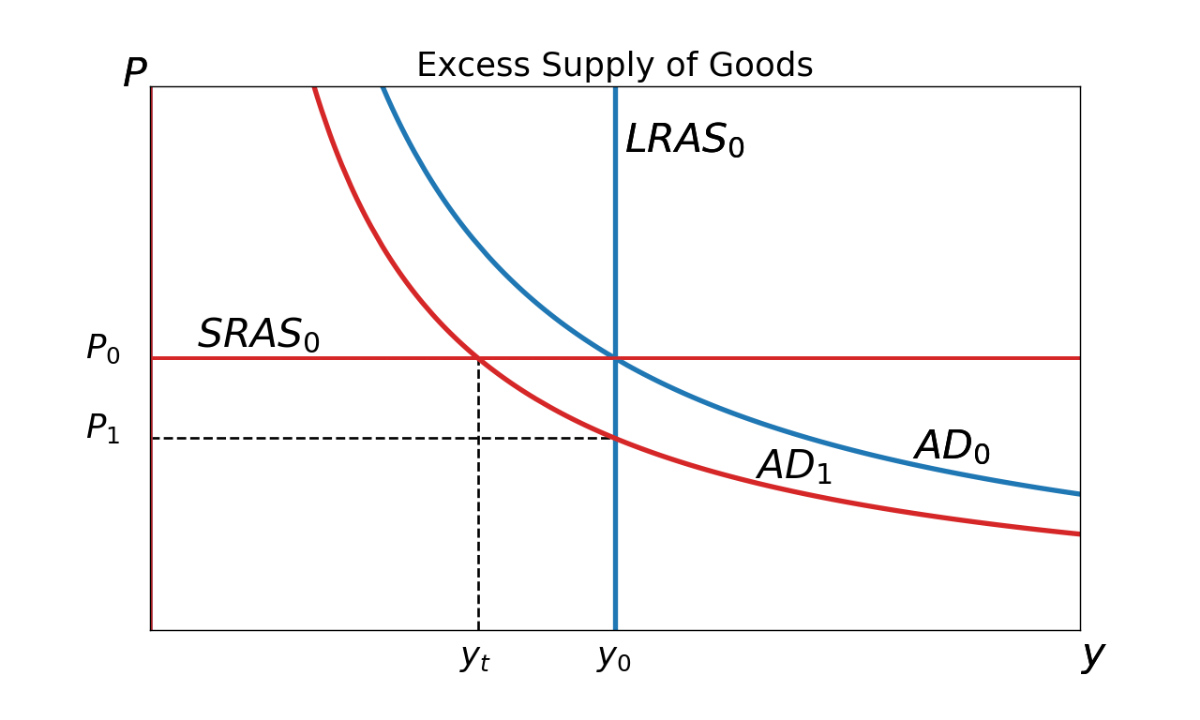 Excess Supply of Goods
P
LRAS₀
SRAS₀
P₀
P₁
AD₀
AD₁
yₜ
y₀
y